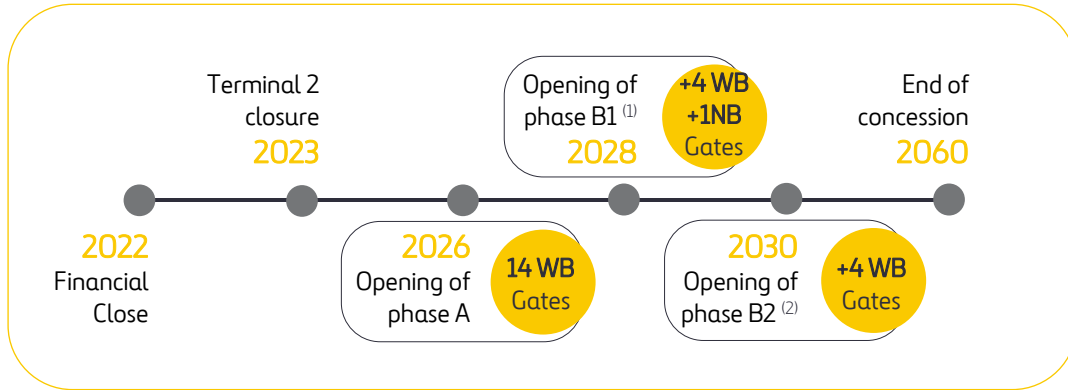 Terminal 2
closure
2023
Opening of
phase B1 (1)
2028
+4 WB
+1NB
Gates
End of
concession
2060
2022
Financial
Close
2026
Opening of
phase A
14 WB
Gates
2030
Opening of
phase B2 (2)
+4 WB
Gates